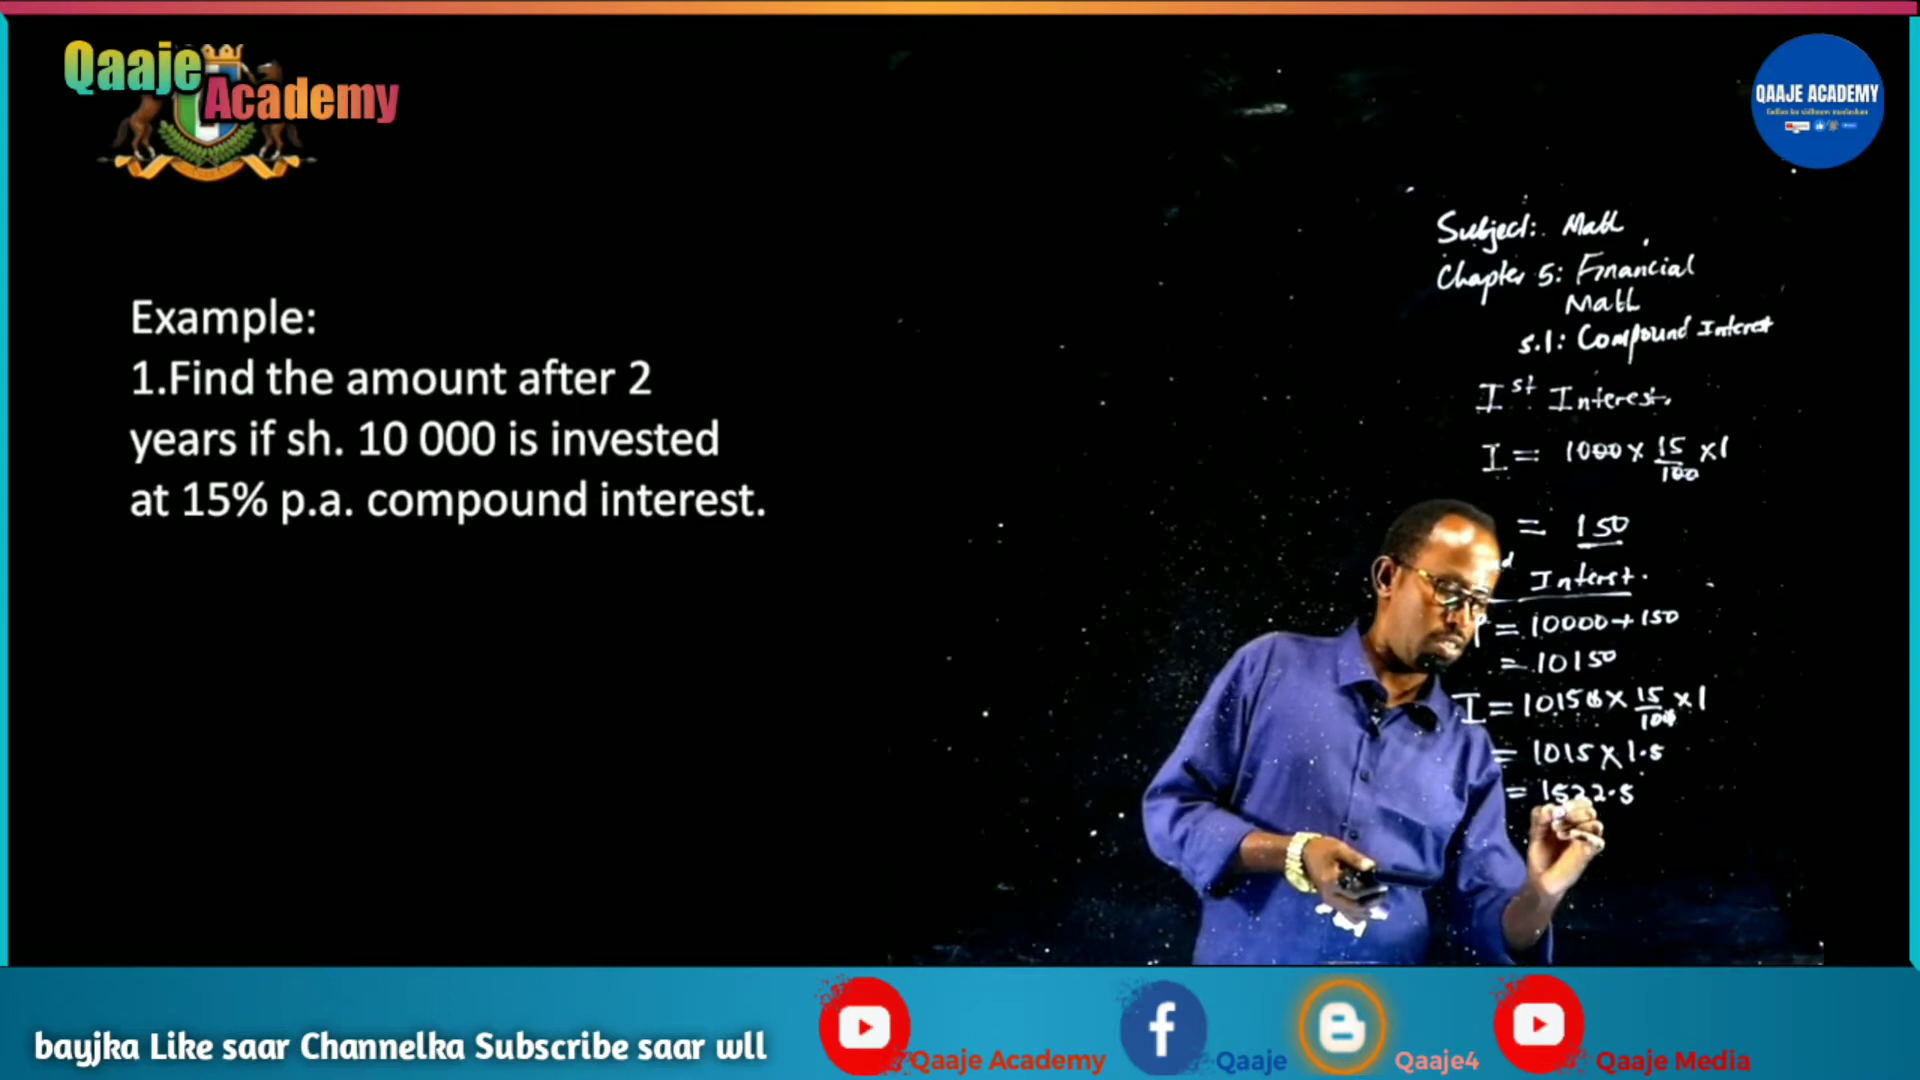 Qaaje
Academy
QAAJE ACADEMY
Example:
1.Find the amount after 2
years if sh. 10 000 is invested
at 15% p.a. compound interest.
Subject: Math
Chapter 5: Financial
Math
5.1: Compound Interest
Ist Interest.
I = 1000 x 15/100 x 1
= 150
Interst.
P = 10000 + 150
= 10150
I = 10150 x 15/100 x 1
= 1015 x 1.5
= 1522.5
bayjka Like saar Channelka Subscribe saar wll
Qaaje Academy
Qaaje
Qaaje4
Qaaje Media